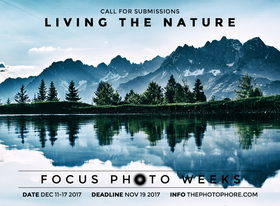 CALL FOR SUBMISSIONS
LIVING THE NATURE
FOCUS PHOTO WEEKS
DATE DEC 11-17 2017 DEADLINE NOV 19 2017 INFO THEPHOTOPHORE.COM